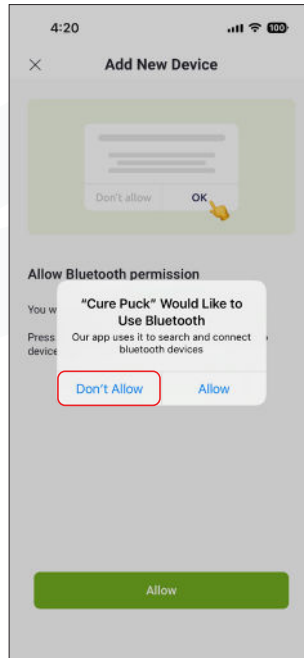 4:20
100
Add New Device
Don't allow OK
Allow Bluetooth permission
You w
"Cure Puck" Would Like to
Use Bluetooth
Press
Our app uses it to search and connect
device
bluetooth devices
Don't Allow Allow
Allow